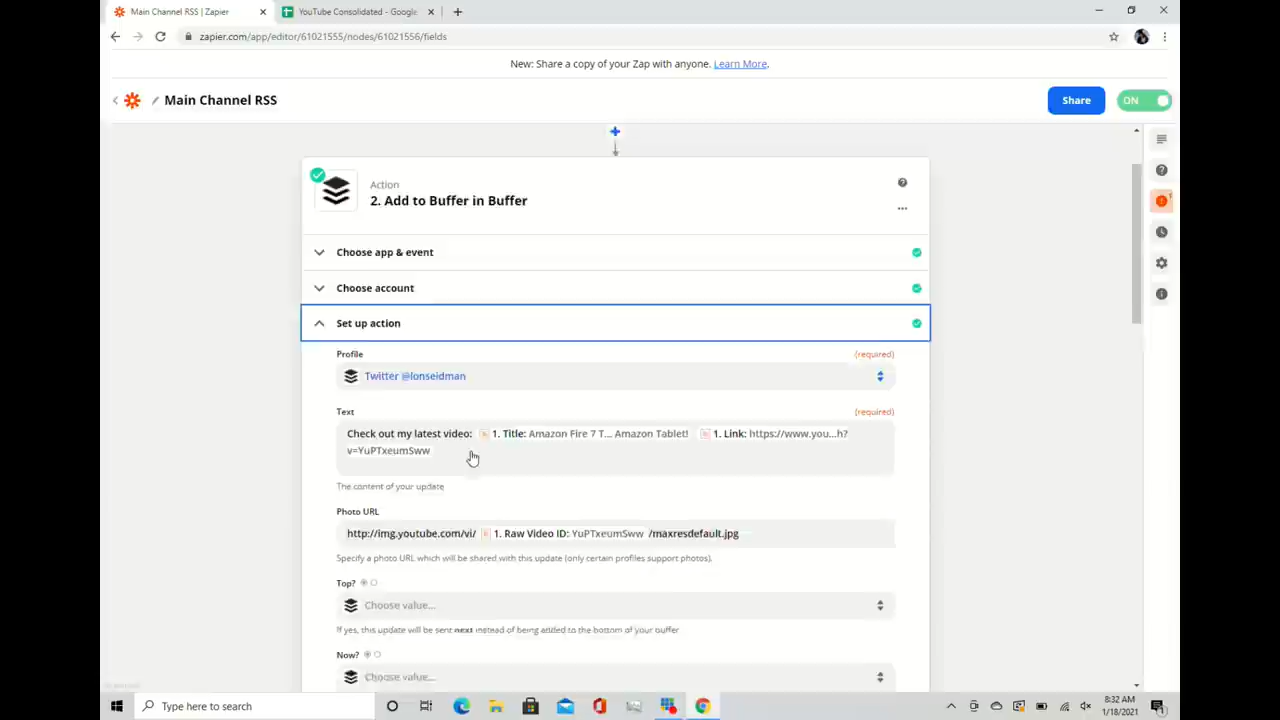 Main Channel RSS | Zapier
YouTube Consolidated - Google
zapier.com/app/editor/61021555/nodes/61021556/fields
New: Share a copy of your Zap with anyone. Learn More.
Main Channel RSS
Share
ON
Action
2. Add to Buffer in Buffer
Choose app & event
Choose account
Set up action
Profile (required)
Twitter @lonseidman
Text (required)
Check out my latest video: 1. Title: Amazon Fire 7 T... Amazon Tablet! 1. Link: https://www.you...h?
v=YuPTxeumSww
The content of your update
Photo URL
http://img.youtube.com/vi/ 1. Raw Video ID: YuPTxeumSww /maxresdefault.jpg
Specify a photo URL which will be shared with this update (only certain profiles support photos).
Top?
Choose value...
If yes, this update will be sent next instead of being added to the bottom of your buffer
Now?
Choose value...
Type here to search
8:32 AM
1/18/2021